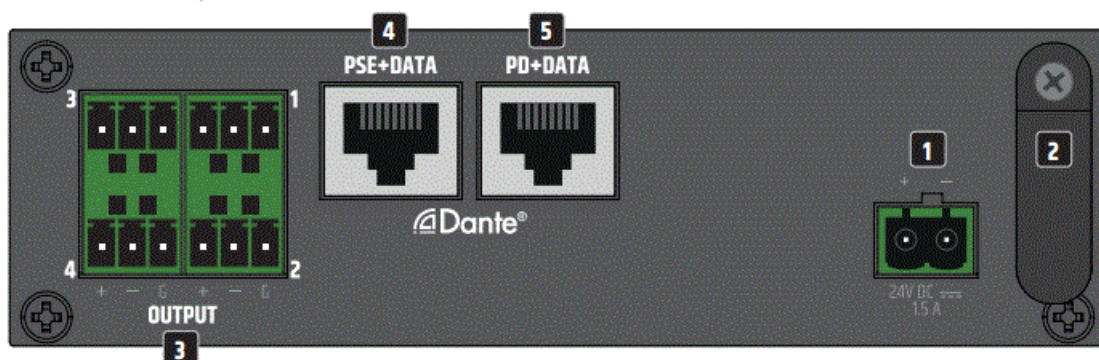 4 5
PSE+DATA PD+DATA
3 1
1 2
+ −
Dante®
4 2
+ − G + − G
24V DC
1.5 A
OUTPUT
3